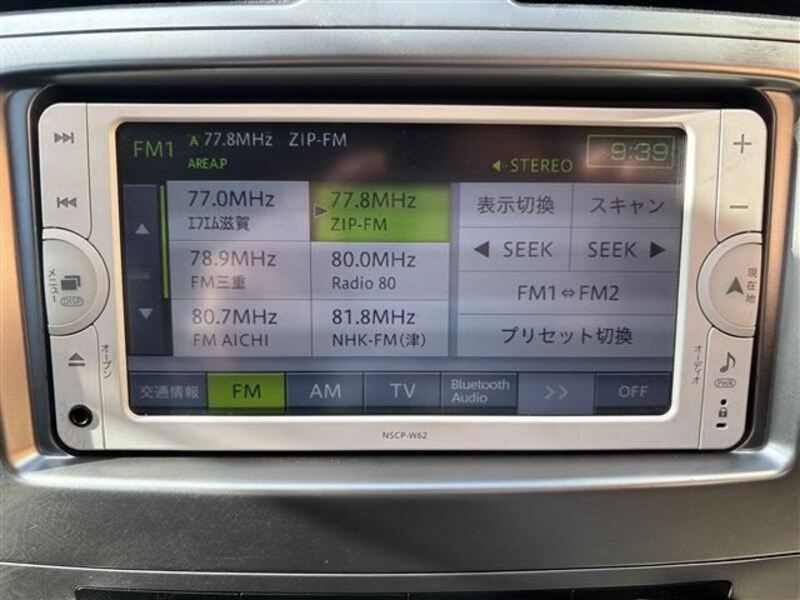 FM1 A 77.8MHz ZIP-FM
AREA.P
STEREO 9:39
77.0MHz 77.8MHz 表示切換 スキャン
ｴﾌｴﾑ滋賀 ZIP-FM
78.9MHz 80.0MHz ◀ SEEK SEEK ▶
FM三重 Radio 80
FM1⇔FM2
80.7MHz 81.8MHz プリセット切換
FM AICHI NHK-FM(津)
交通情報 FM AM TV Bluetooth Audio >> OFF
メニュー
DISP
オープン
+
−
現在地
オーディオ
PWR
NSCP-W62